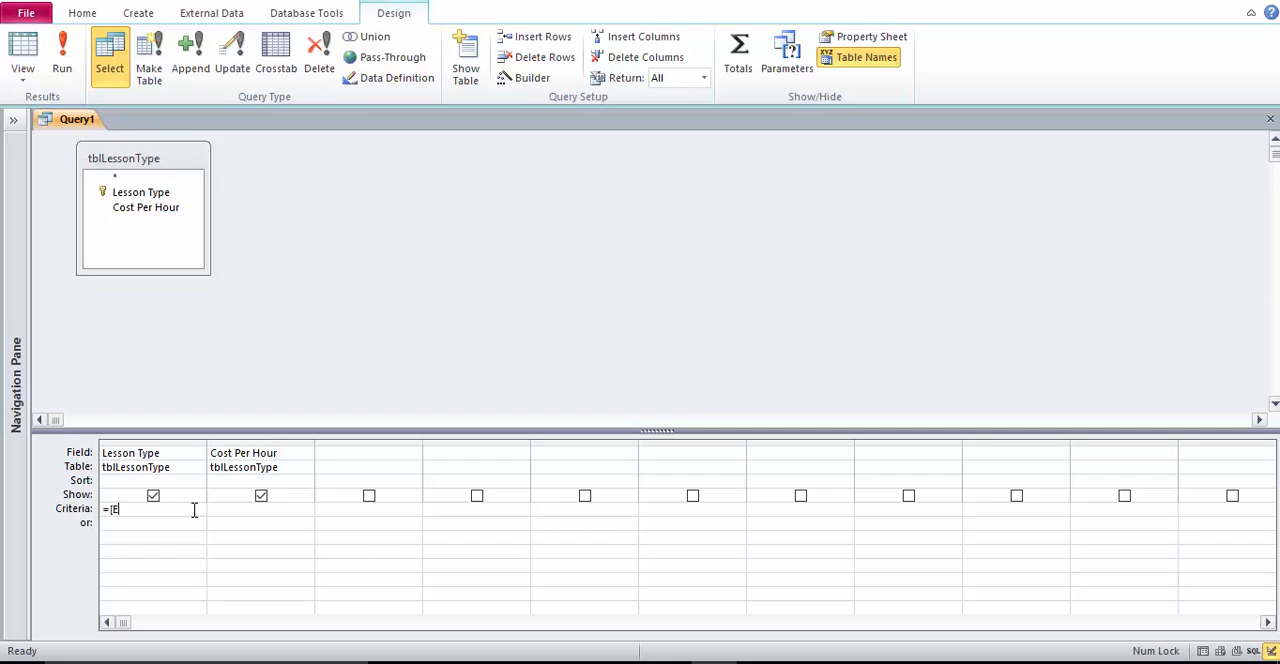 File Home Create External Data Database Tools Design
Union Insert Rows Insert Columns Property Sheet
Pass-Through Delete Rows Delete Columns XYZ Table Names
View Run Select Make Table Append Update Crosstab Delete Data Definition Show Table Builder Return: All Totals Parameters
Results Query Type Query Setup Show/Hide
Query1
tblLessonType
*
Lesson Type
Cost Per Hour
Navigation Pane
Field: Lesson Type Cost Per Hour
Table: tblLessonType tblLessonType
Sort:
Show:
Criteria: =[E
or:
Ready Num Lock SQL